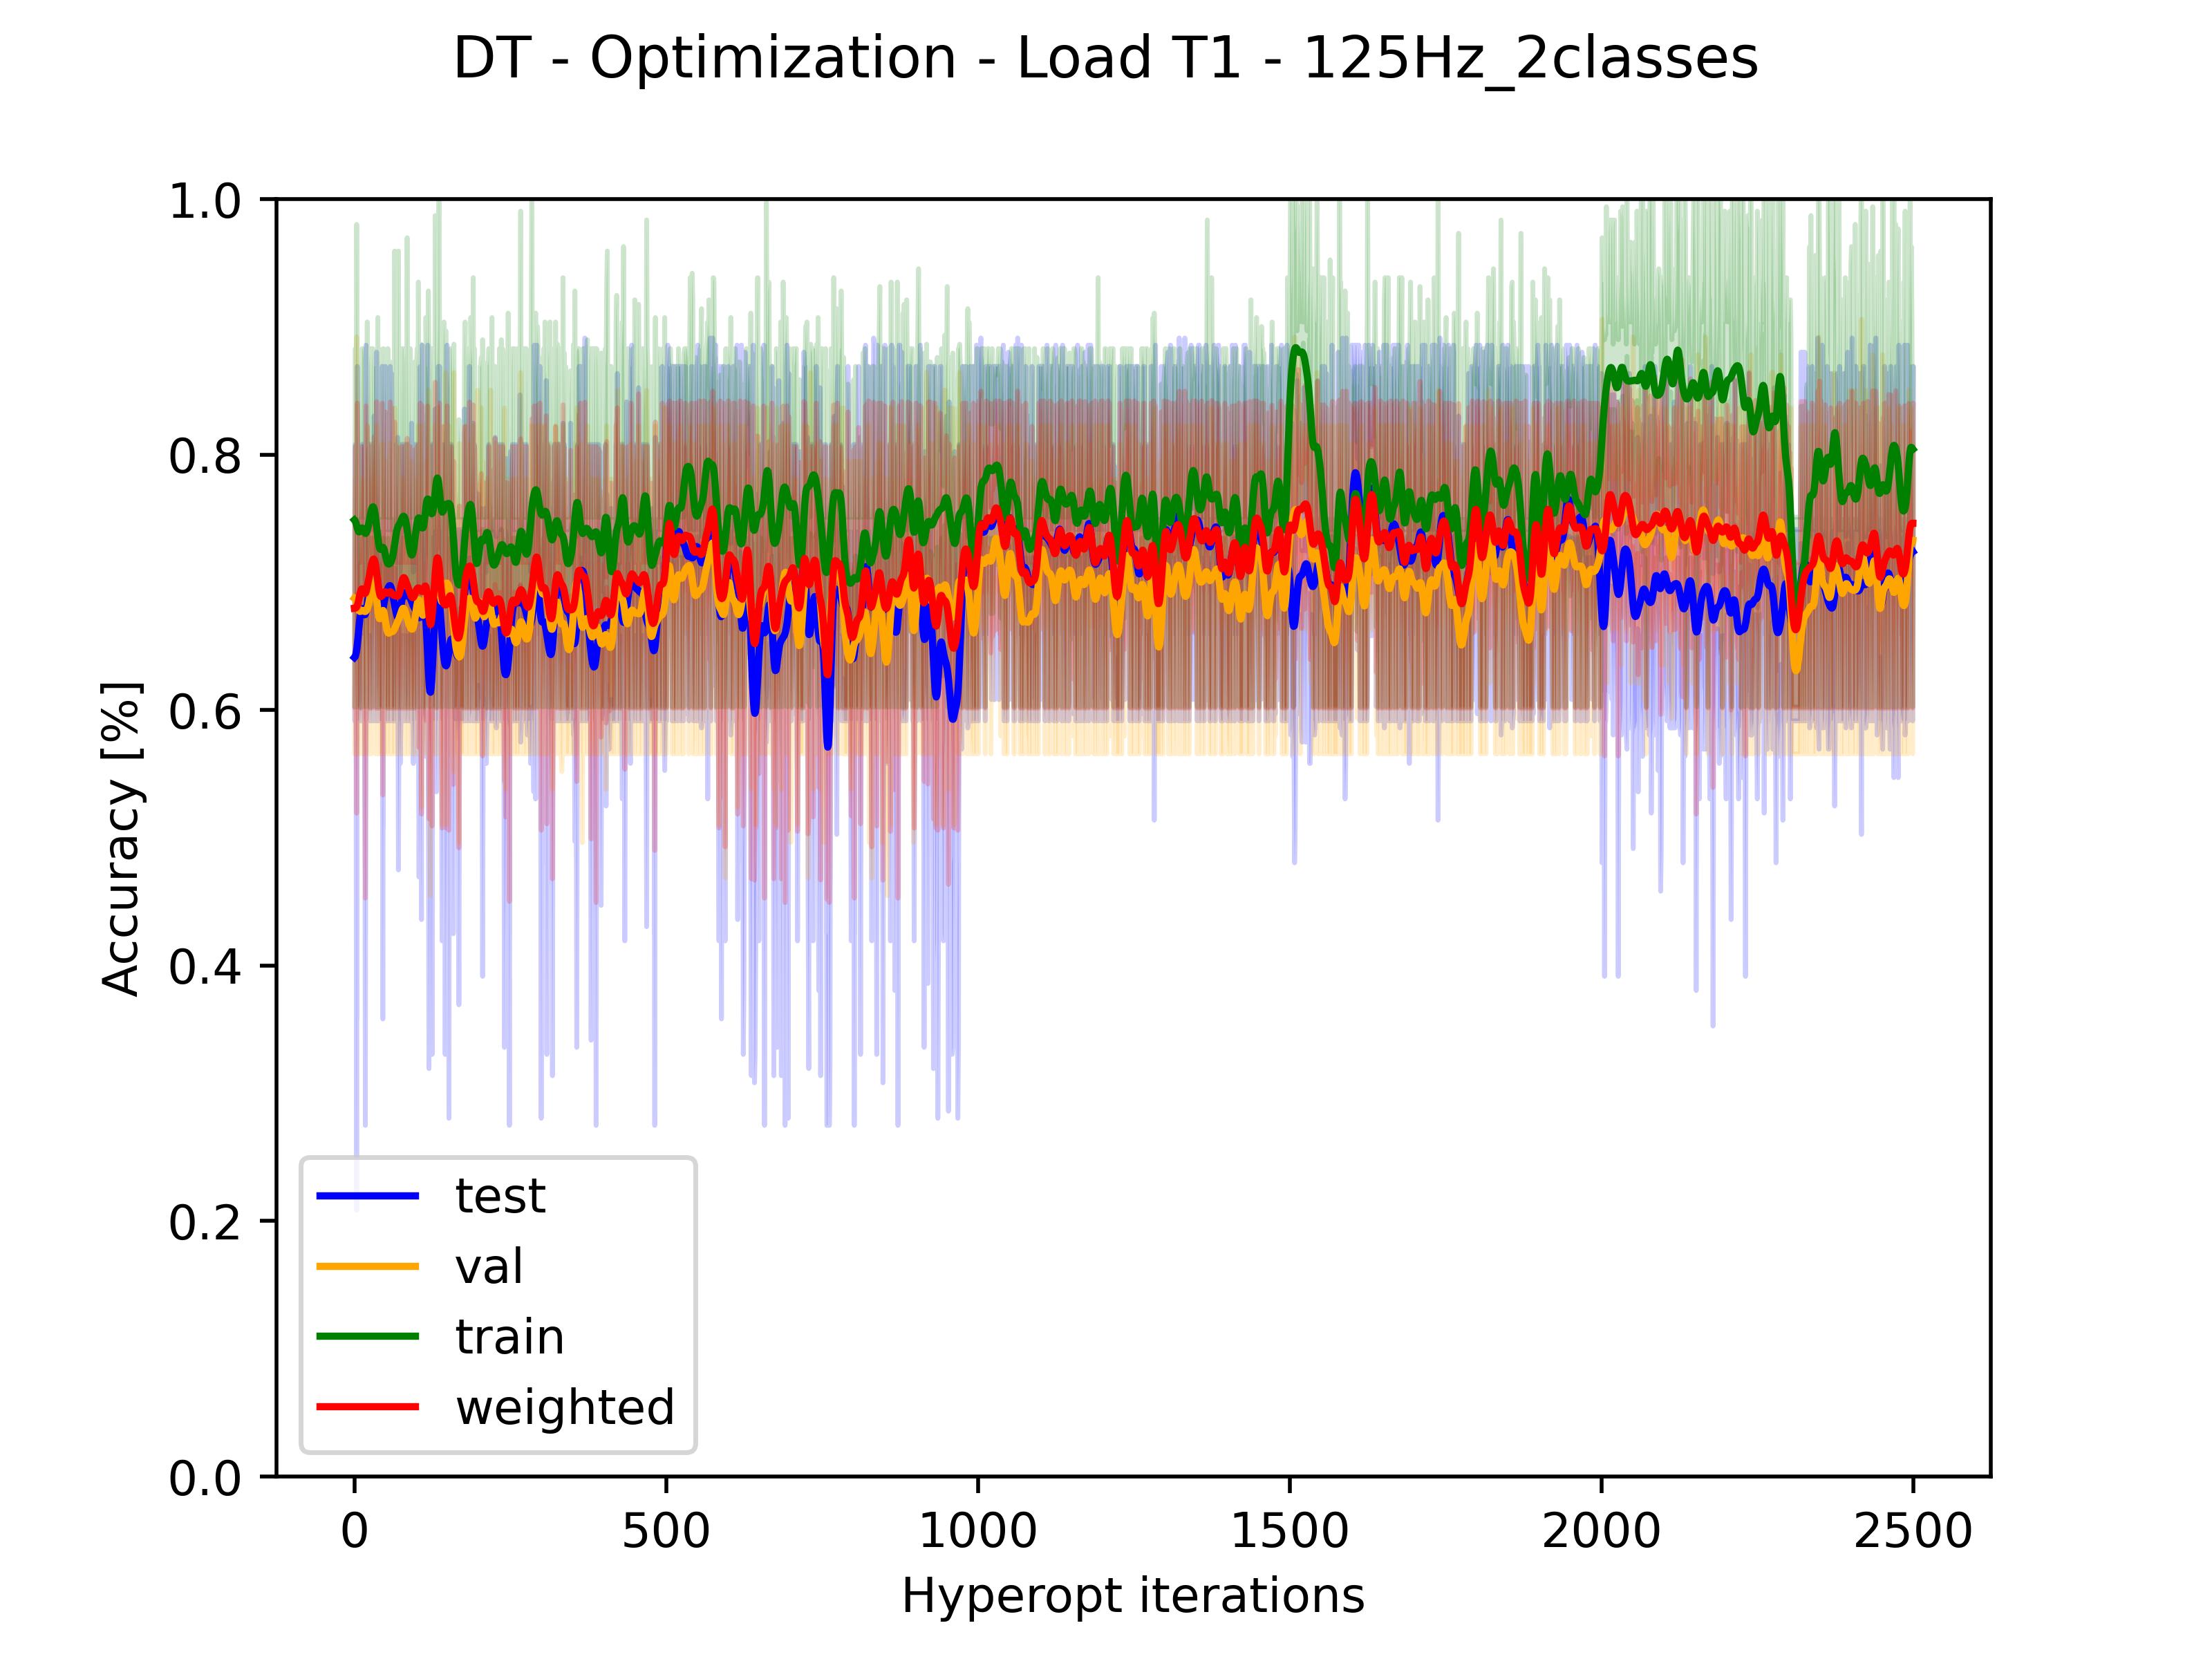 DT - Optimization - Load T1 - 125Hz_2classes
1.0
0.8
0.6
0.4
0.2
0.0
Accuracy [%]
test
val
train
weighted
0 500 1000 1500 2000 2500
Hyperopt iterations